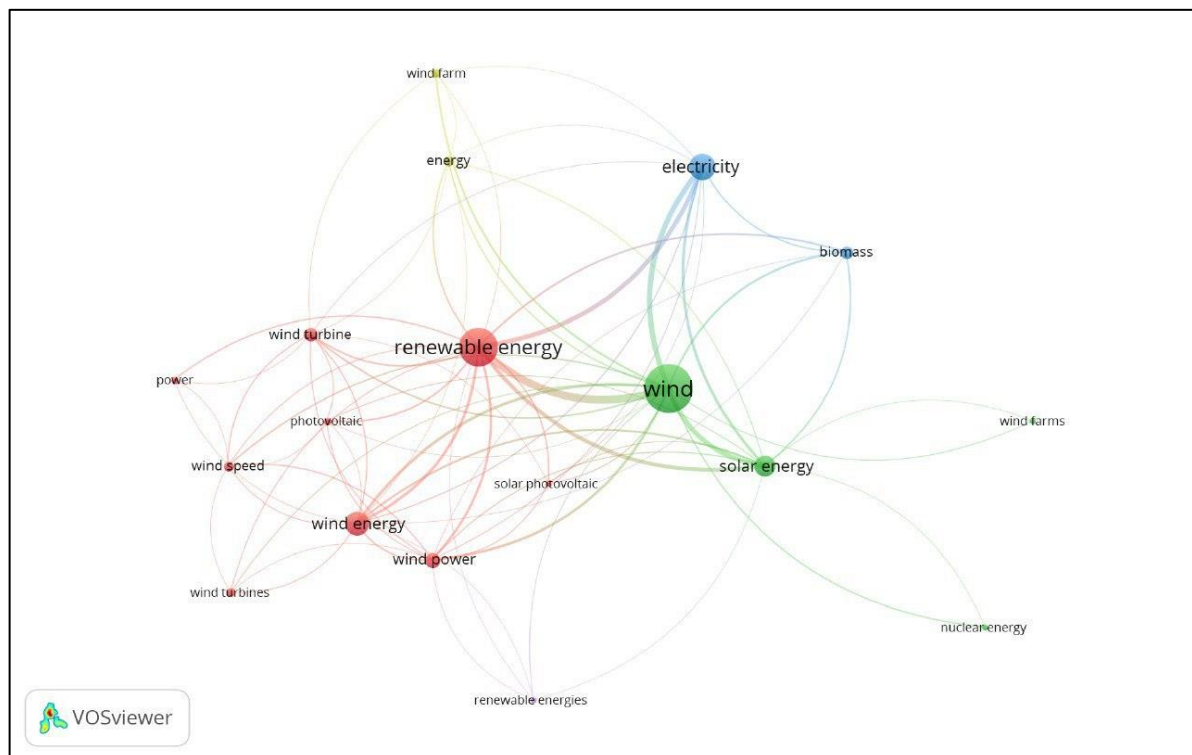 wind farm
energy
electricity
biomass
wind turbine
renewable energy
power
wind
photovoltaic
wind farms
wind speed
solar energy
solar photovoltaic
wind energy
wind power
wind turbines
nuclear energy
renewable energies
VOSviewer